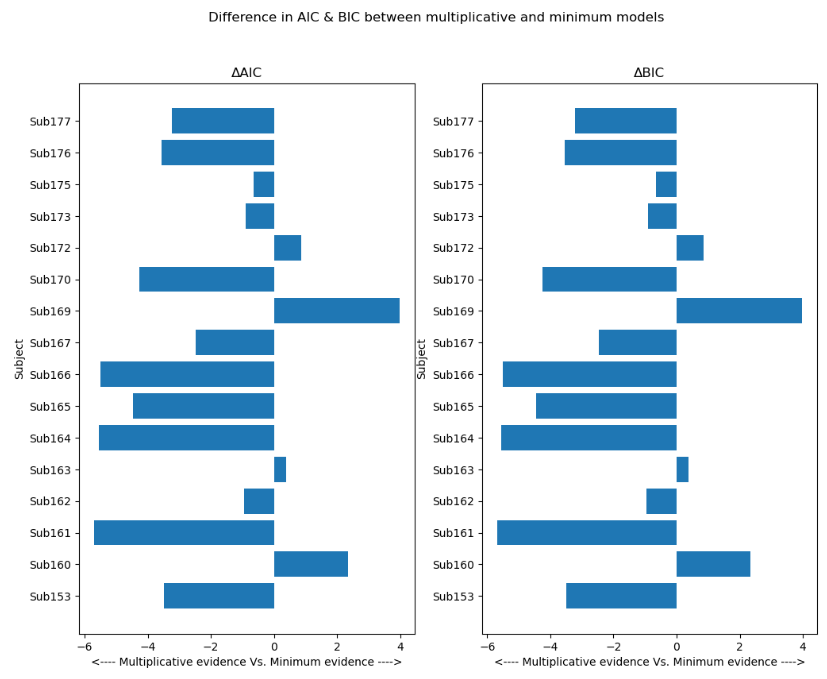 Difference in AIC & BIC between multiplicative and minimum models
ΔAIC
Sub177
Sub176
Sub175
Sub173
Sub172
Sub170
Sub169
Sub167
Sub166
Sub165
Sub164
Sub163
Sub162
Sub161
Sub160
Sub153
Subject
−6 −4 −2 0 2 4
<---- Multiplicative evidence Vs. Minimum evidence ---->
ΔBIC
Sub177
Sub176
Sub175
Sub173
Sub172
Sub170
Sub169
Sub167
Sub166
Sub165
Sub164
Sub163
Sub162
Sub161
Sub160
Sub153
Subject
−6 −4 −2 0 2 4
<---- Multiplicative evidence Vs. Minimum evidence ---->